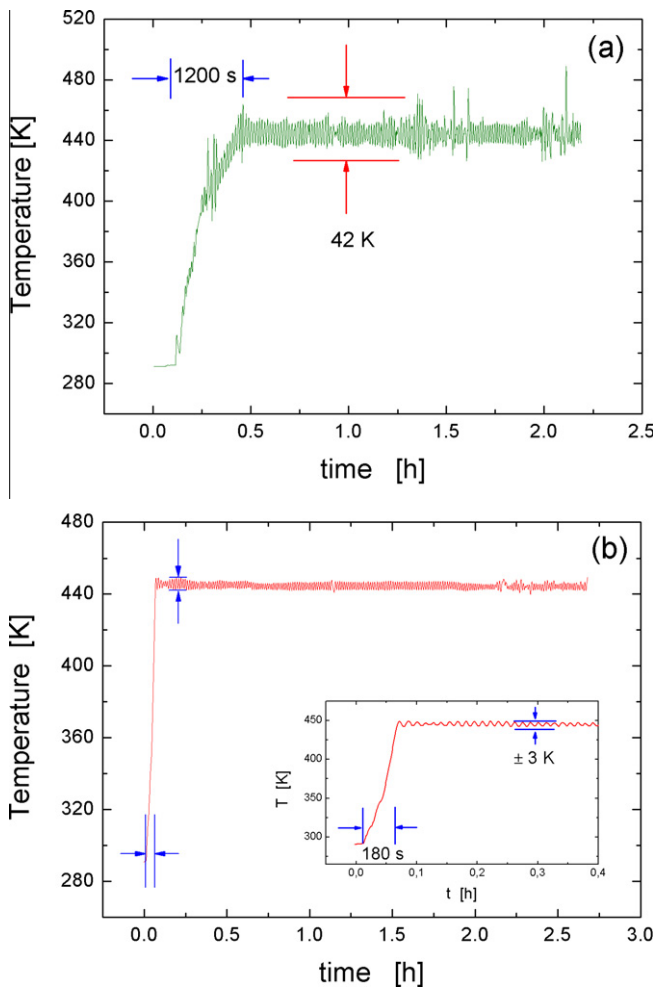 (a)
1200 s
42 K
Temperature [K]
520
480
440
400
360
320
280
0.0 0.5 1.0 1.5 2.0 2.5
time [h]
(b)
Temperature [K]
480
440
400
360
320
280
0.0 0.5 1.0 1.5 2.0 2.5 3.0
time [h]
T [K]
450
400
350
300
± 3 K
180 s
0,0 0,1 0,2 0,3 0,4
t [h]